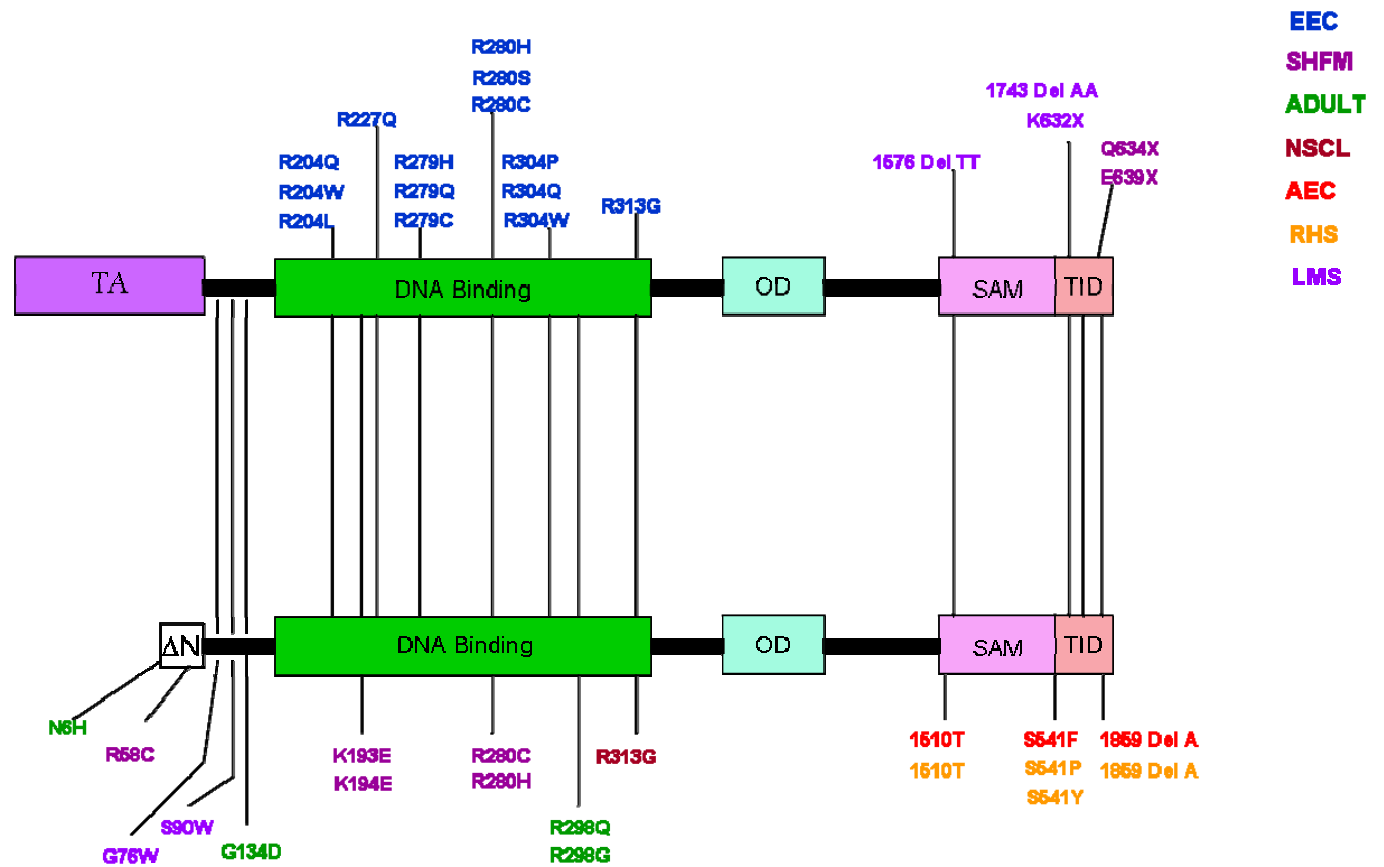 EEC
SHFM
ADULT
NSCL
AEC
RHS
LMS
R280H
R280S
R280C
R227Q
R204Q
R204W
R204L
R279H
R279Q
R279C
R304P
R304Q
R304W
R313G
1576 Del TT
1743 Del AA
K632X
Q634X
E639X
TA
DNA Binding
OD
SAM
TID
ΔN
DNA Binding
OD
SAM
TID
N6H
R58C
G76W
S90W
G134D
K193E
K194E
R280C
R280H
R298Q
R298G
R313G
1510T
1510T
S541F
S541P
S541Y
1859 Del A
1859 Del A